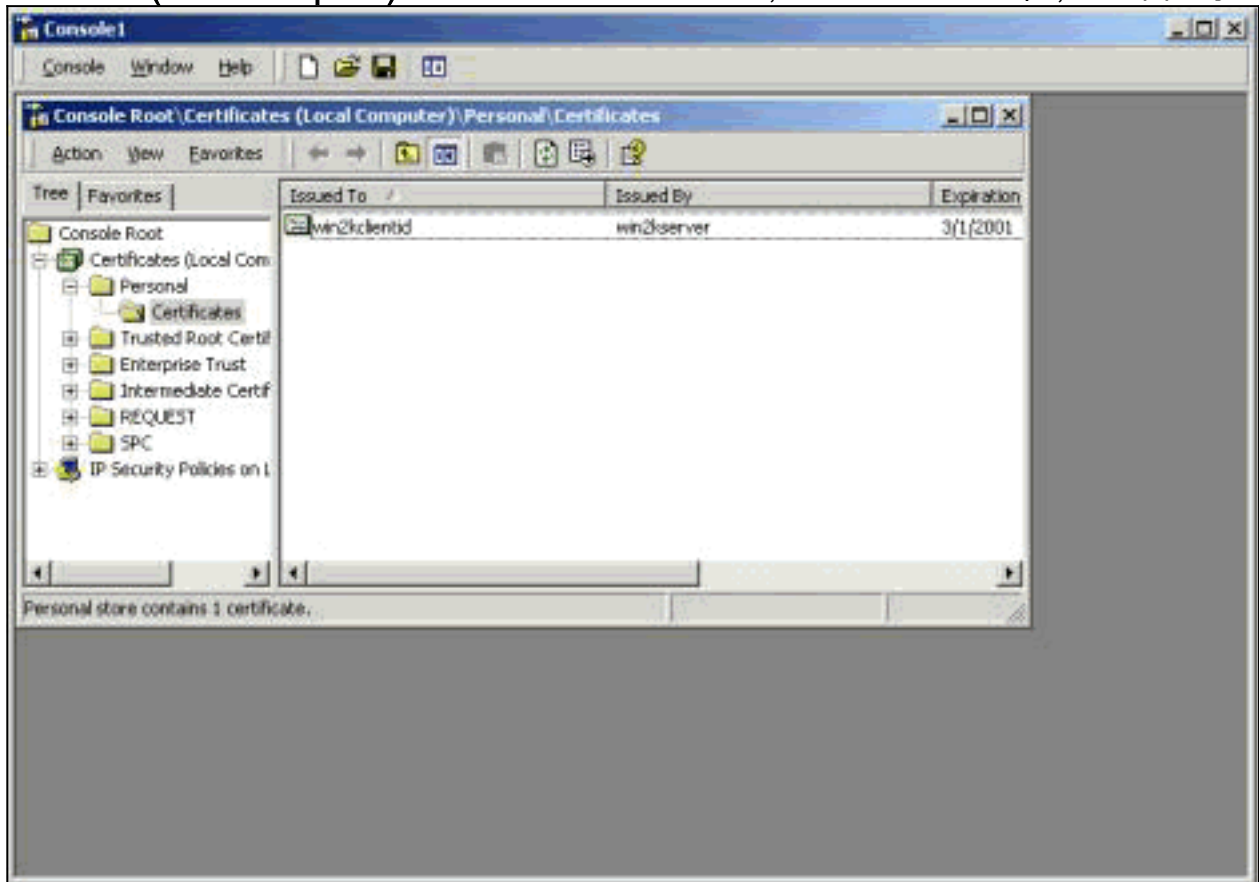 Console1
Console Window Help
Console Root\Certificates (Local Computer)\Personal\Certificates
Action View Favorites
Tree Favorites
Issued To Issued By Expiration
win2kclientid win2kserver 3/1/2001
Console Root
Certificates (Local Com
Personal
Certificates
Trusted Root Certif
Enterprise Trust
Intermediate Certif
REQUEST
SPC
IP Security Policies on L
Personal store contains 1 certificate.